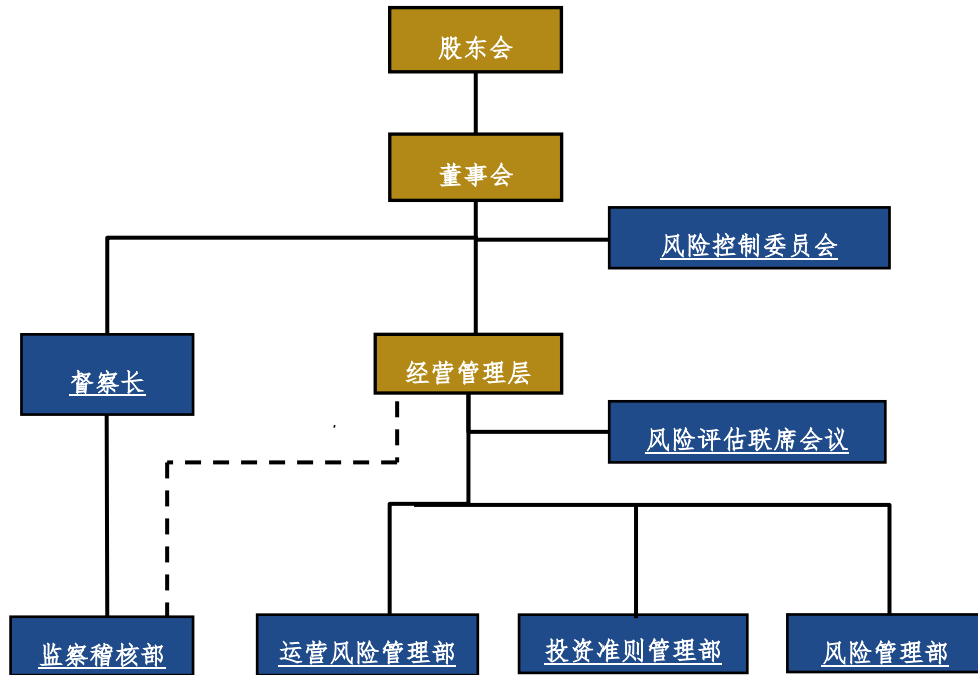 股东会
董事会
风险控制委员会
督察长
经营管理层
风险评估联席会议
监察稽核部
运营风险管理部
投资准则管理部
风险管理部